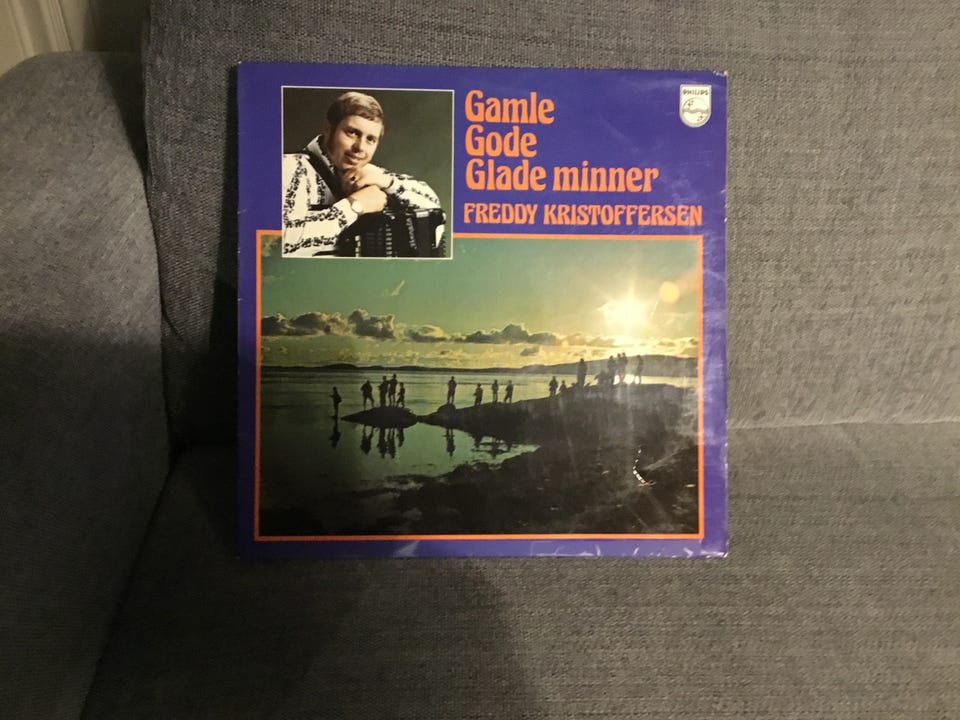 Gamle
Gode
Glade minner
FREDDY KRISTOFFERSEN
PHILIPS